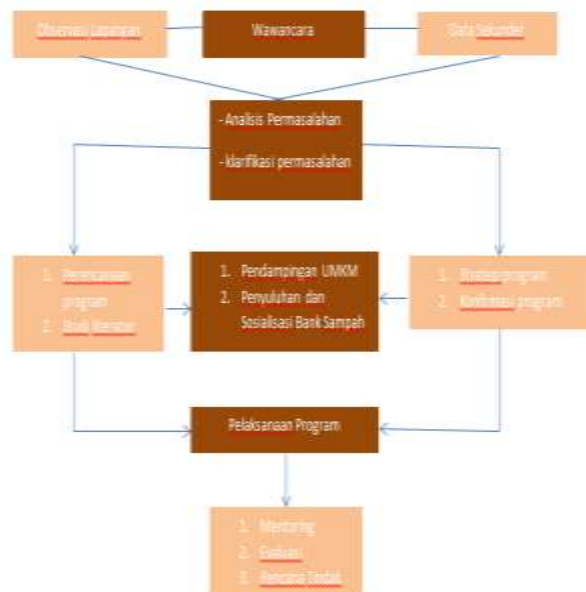 Observasi Lapangan
Wawancara
Data Sekunder
- Analisis Permasalahan
- klarifikasi permasalahan
1. Perencanaan
program
2. Studi literatur
1. Pendampingan UMKM
2. Penyuluhan dan
Sosialisasi Bank Sampah
1. Strategi program
2. Konfirmasi program
Pelaksanaan Program
1. Mentoring
2. Evaluasi
3. Rencana Tindak